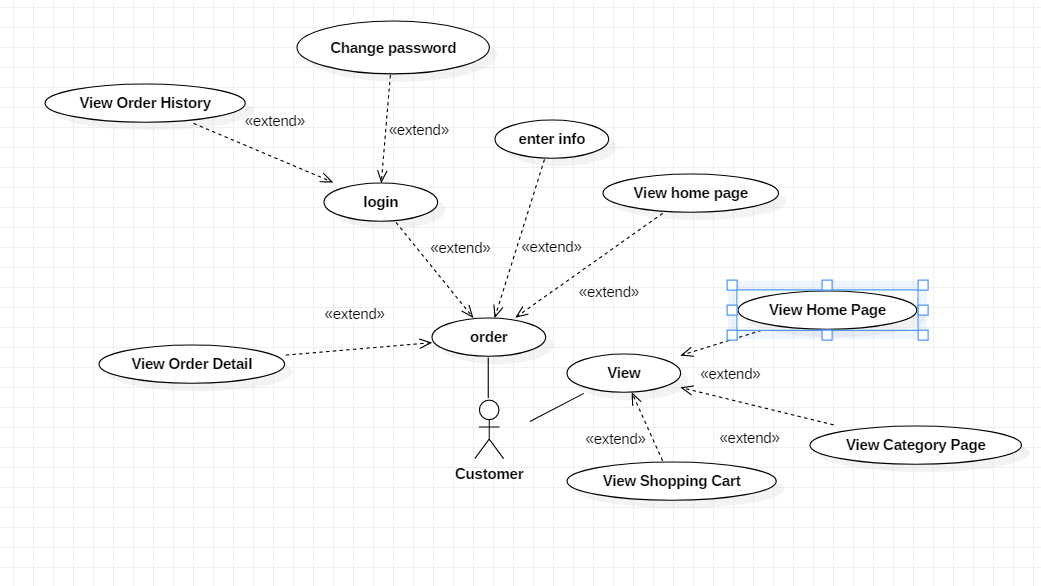 Change password
View Order History
«extend»
«extend»
enter info
View home page
login
«extend»
«extend»
«extend»
View Home Page
«extend»
order
View Order Detail
View
«extend»
«extend»
«extend»
View Category Page
Customer
View Shopping Cart